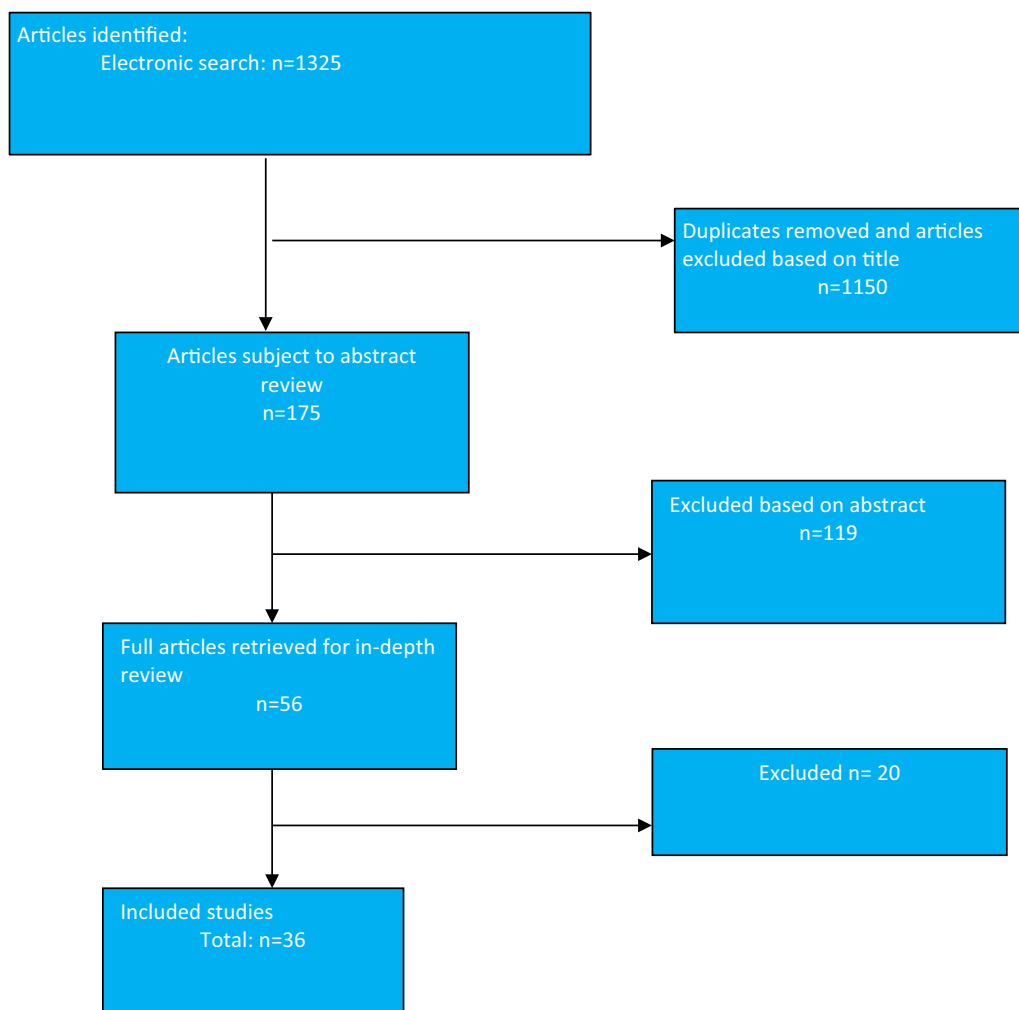 Articles identified:
Electronic search: n=1325
Duplicates removed and articles
excluded based on title
n=1150
Articles subject to abstract
review
n=175
Excluded based on abstract
n=119
Full articles retrieved for in-depth
review
n=56
Excluded n= 20
Included studies
Total: n=36